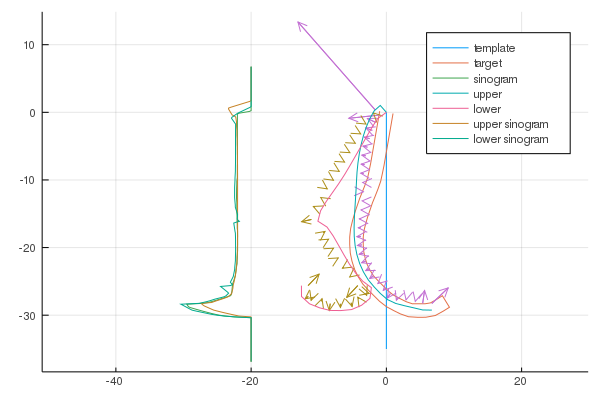 10
0
-10
-20
-30
-40
-20
0
20
template
target
sinogram
upper
lower
upper sinogram
lower sinogram